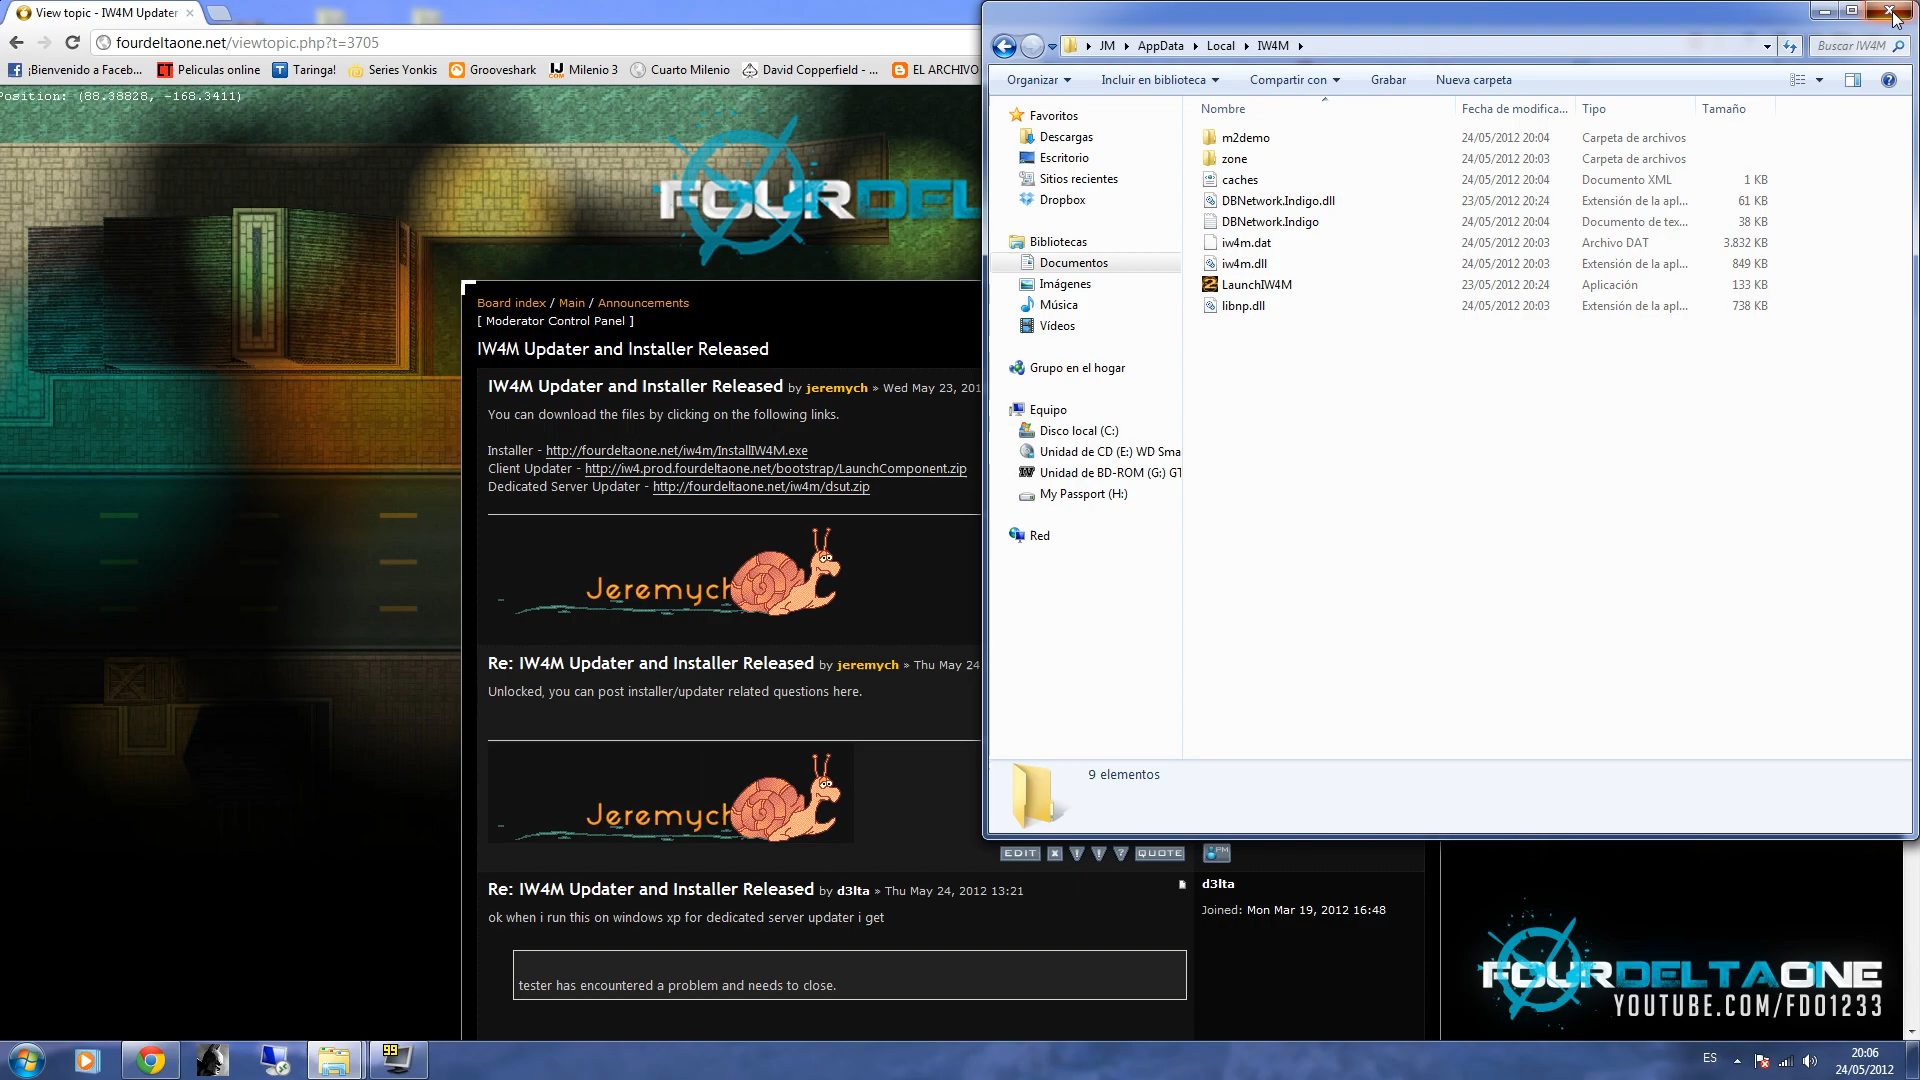 View topic - IW4M Updater
fourdeltaone.net/viewtopic.php?t=3705
¡Bienvenido a Faceb...
Peliculas online
Taringa!
Series Yonkis
Grooveshark
Milenio 3
Cuarto Milenio
David Copperfield - ...
EL ARCHIVO
Position: (88.38828, -168.3411)
FOURDELTA
Board index / Main / Announcements
[ Moderator Control Panel ]
IW4M Updater and Installer Released
IW4M Updater and Installer Released by jeremych » Wed May 23, 201
You can download the files by clicking on the following links.
Installer - http://fourdeltaone.net/iw4m/InstallIW4M.exe
Client Updater - http://iw4.prod.fourdeltaone.net/bootstrap/LaunchComponent.zip
Dedicated Server Updater - http://fourdeltaone.net/iw4m/dsut.zip
Jeremych
Re: IW4M Updater and Installer Released by jeremych » Thu May 24
Unlocked, you can post installer/updater related questions here.
Jeremych
EDIT X ! ! ? QUOTE
PM
Re: IW4M Updater and Installer Released by d3lta » Thu May 24, 2012 13:21
ok when i run this on windows xp for dedicated server updater i get
tester has encountered a problem and needs to close.
d3lta
Joined: Mon Mar 19, 2012 16:48
FOURDELTAONE
YOUTUBE.COM/FDO1233
JM
AppData
Local
IW4M
Buscar IW4M
Organizar
Incluir en biblioteca
Compartir con
Grabar
Nueva carpeta
Favoritos
Descargas
Escritorio
Sitios recientes
Dropbox
Bibliotecas
Documentos
Imágenes
Música
Vídeos
Grupo en el hogar
Equipo
Disco local (C:)
Unidad de CD (E:) WD Sma
Unidad de BD-ROM (G:) GT
My Passport (H:)
Red
Nombre Fecha de modifica... Tipo Tamaño
m2demo 24/05/2012 20:04 Carpeta de archivos
zone 24/05/2012 20:03 Carpeta de archivos
caches 24/05/2012 20:04 Documento XML 1 KB
DBNetwork.Indigo.dll 23/05/2012 20:24 Extensión de la apl... 61 KB
DBNetwork.Indigo 24/05/2012 20:04 Documento de tex... 38 KB
iw4m.dat 24/05/2012 20:03 Archivo DAT 3.832 KB
iw4m.dll 24/05/2012 20:03 Extensión de la apl... 849 KB
LaunchIW4M 23/05/2012 20:24 Aplicación 133 KB
libnp.dll 24/05/2012 20:03 Extensión de la apl... 738 KB
9 elementos
99
ES
20:06
24/05/2012